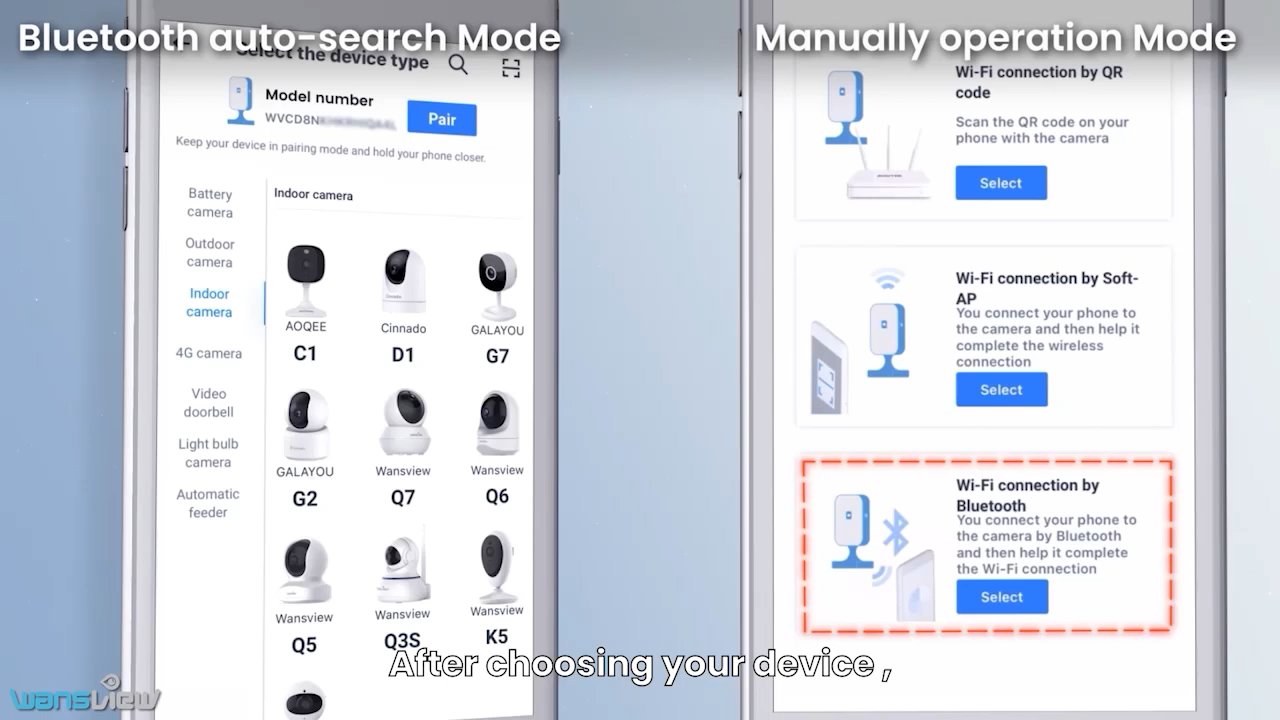 Bluetooth auto-search Mode
Select the device type
Model number
WVCD8N
Pair
Keep your device in pairing mode and hold your phone closer.
Battery
camera
Outdoor
camera
Indoor
camera
4G camera
Video
doorbell
Light bulb
camera
Automatic
feeder
Indoor camera
AOQEE
C1
Cinnado
D1
GALAYOU
G7
GALAYOU
G2
Wansview
Q7
Wansview
Q6
Wansview
Q5
Wansview
Q3S
Wansview
K5
Manually operation Mode
Wi-Fi connection by QR
code
Scan the QR code on your
phone with the camera
Select
Wi-Fi connection by Soft-
AP
You connect your phone to
the camera and then help it
complete the wireless
connection
Select
Wi-Fi connection by
Bluetooth
You connect your phone to
the camera by Bluetooth
and then help it complete
the Wi-Fi connection
Select
After choosing your device ,
wansview